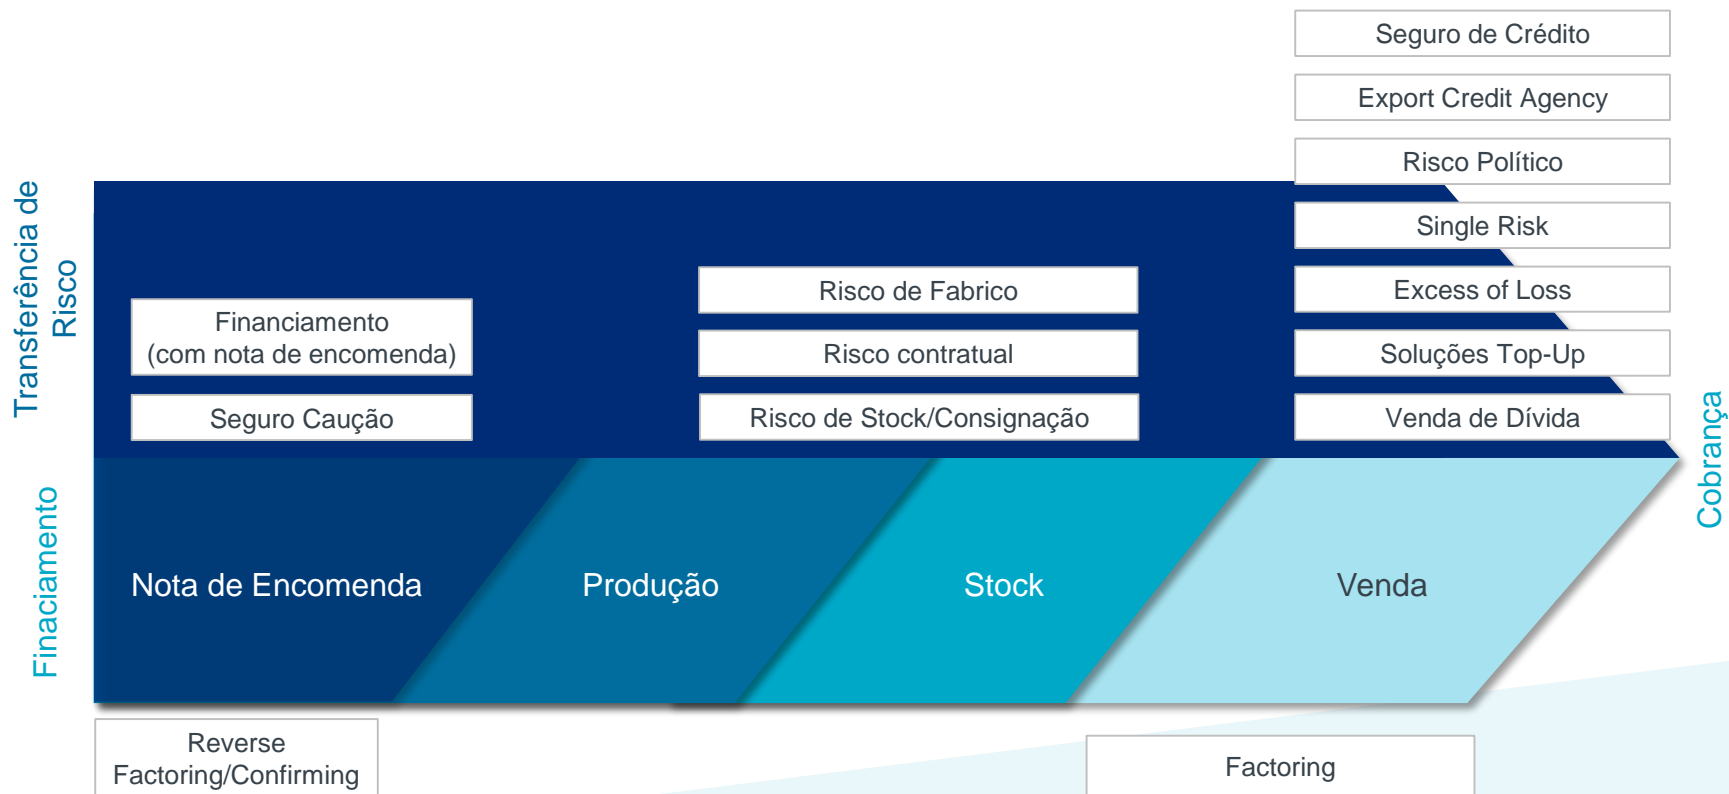 Seguro de Crédito
Export Credit Agency
Risco Político
Single Risk
Excess of Loss
Soluções Top-Up
Venda de Dívida
Transferência de
Risco
Risco de Fabrico
Risco contratual
Risco de Stock/Consignação
Financiamento
(com nota de encomenda)
Seguro Caução
Finaciamento
Nota de Encomenda
Produção
Stock
Venda
Cobrança
Reverse
Factoring/Confirming
Factoring